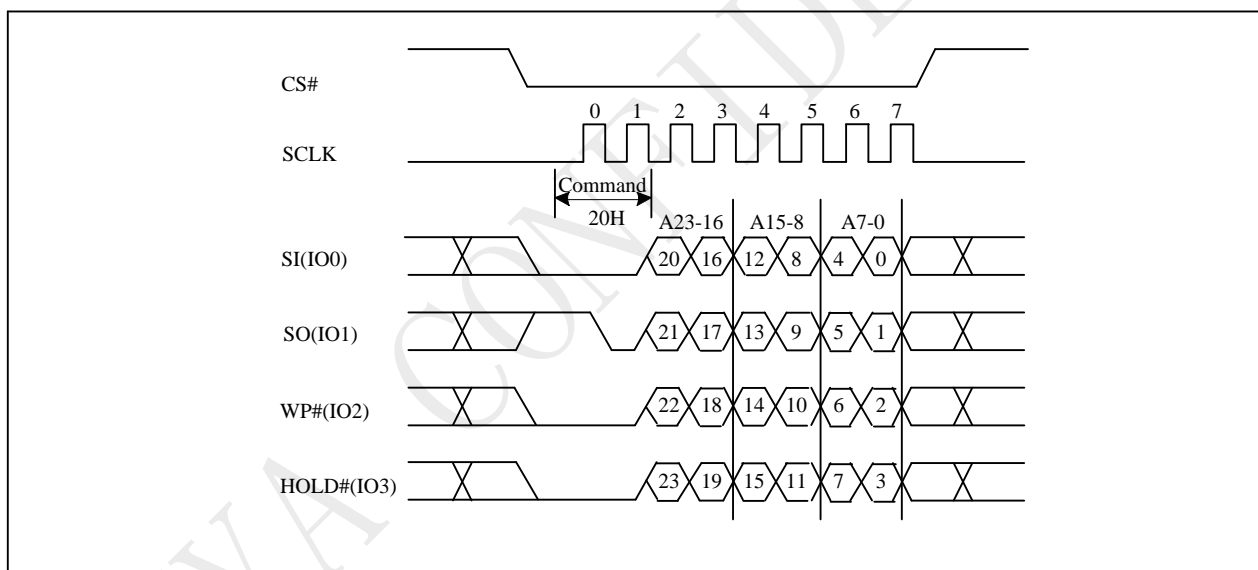 CS#
0 1 2 3 4 5 6 7
SCLK
Command
20H
A23-16 A15-8 A7-0
SI(IO0) 20 16 12 8 4 0
SO(IO1) 21 17 13 9 5 1
WP#(IO2) 22 18 14 10 6 2
HOLD#(IO3) 23 19 15 11 7 3
VA CONFID